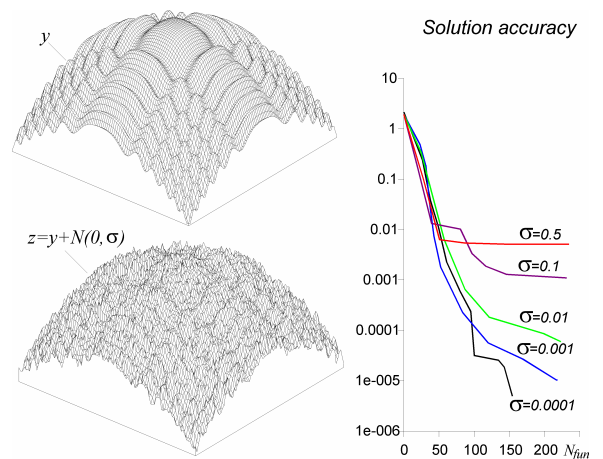 y
Solution accuracy
z=y+N(0,σ)
10
1
0.1
0.01
0.001
0.0001
1e-005
1e-006
σ=0.5
σ=0.1
σ=0.01
σ=0.001
σ=0.0001
0 50 100 150 200 Nfun